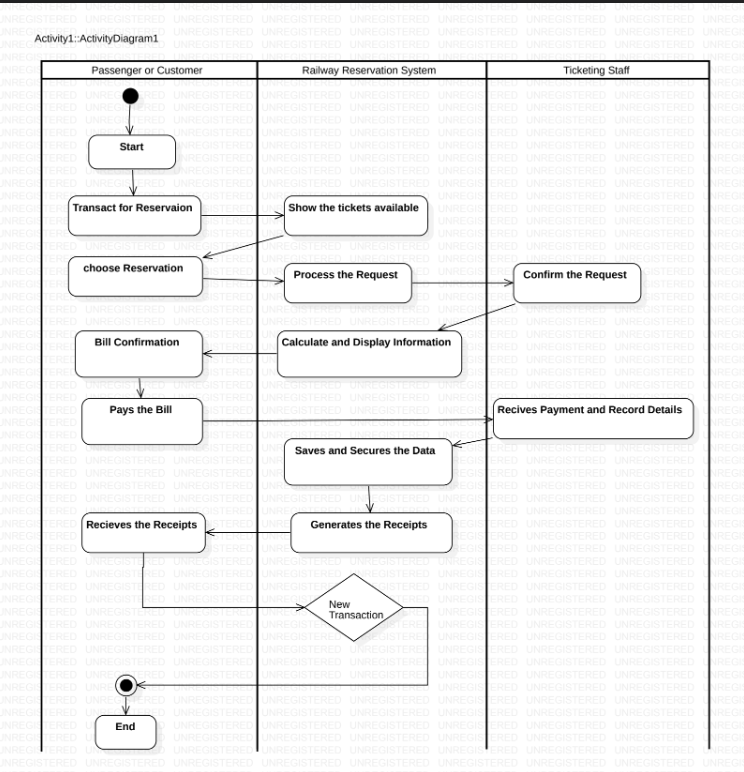 Activity1::ActivityDiagram1
Passenger or Customer
Railway Reservation System
Ticketing Staff
Start
Transact for Reservaion
Show the tickets available
choose Reservation
Process the Request
Confirm the Request
Bill Confirmation
Calculate and Display Information
Pays the Bill
Recives Payment and Record Details
Saves and Secures the Data
Recieves the Receipts
Generates the Receipts
New
Transaction
End
UNREGISTERED